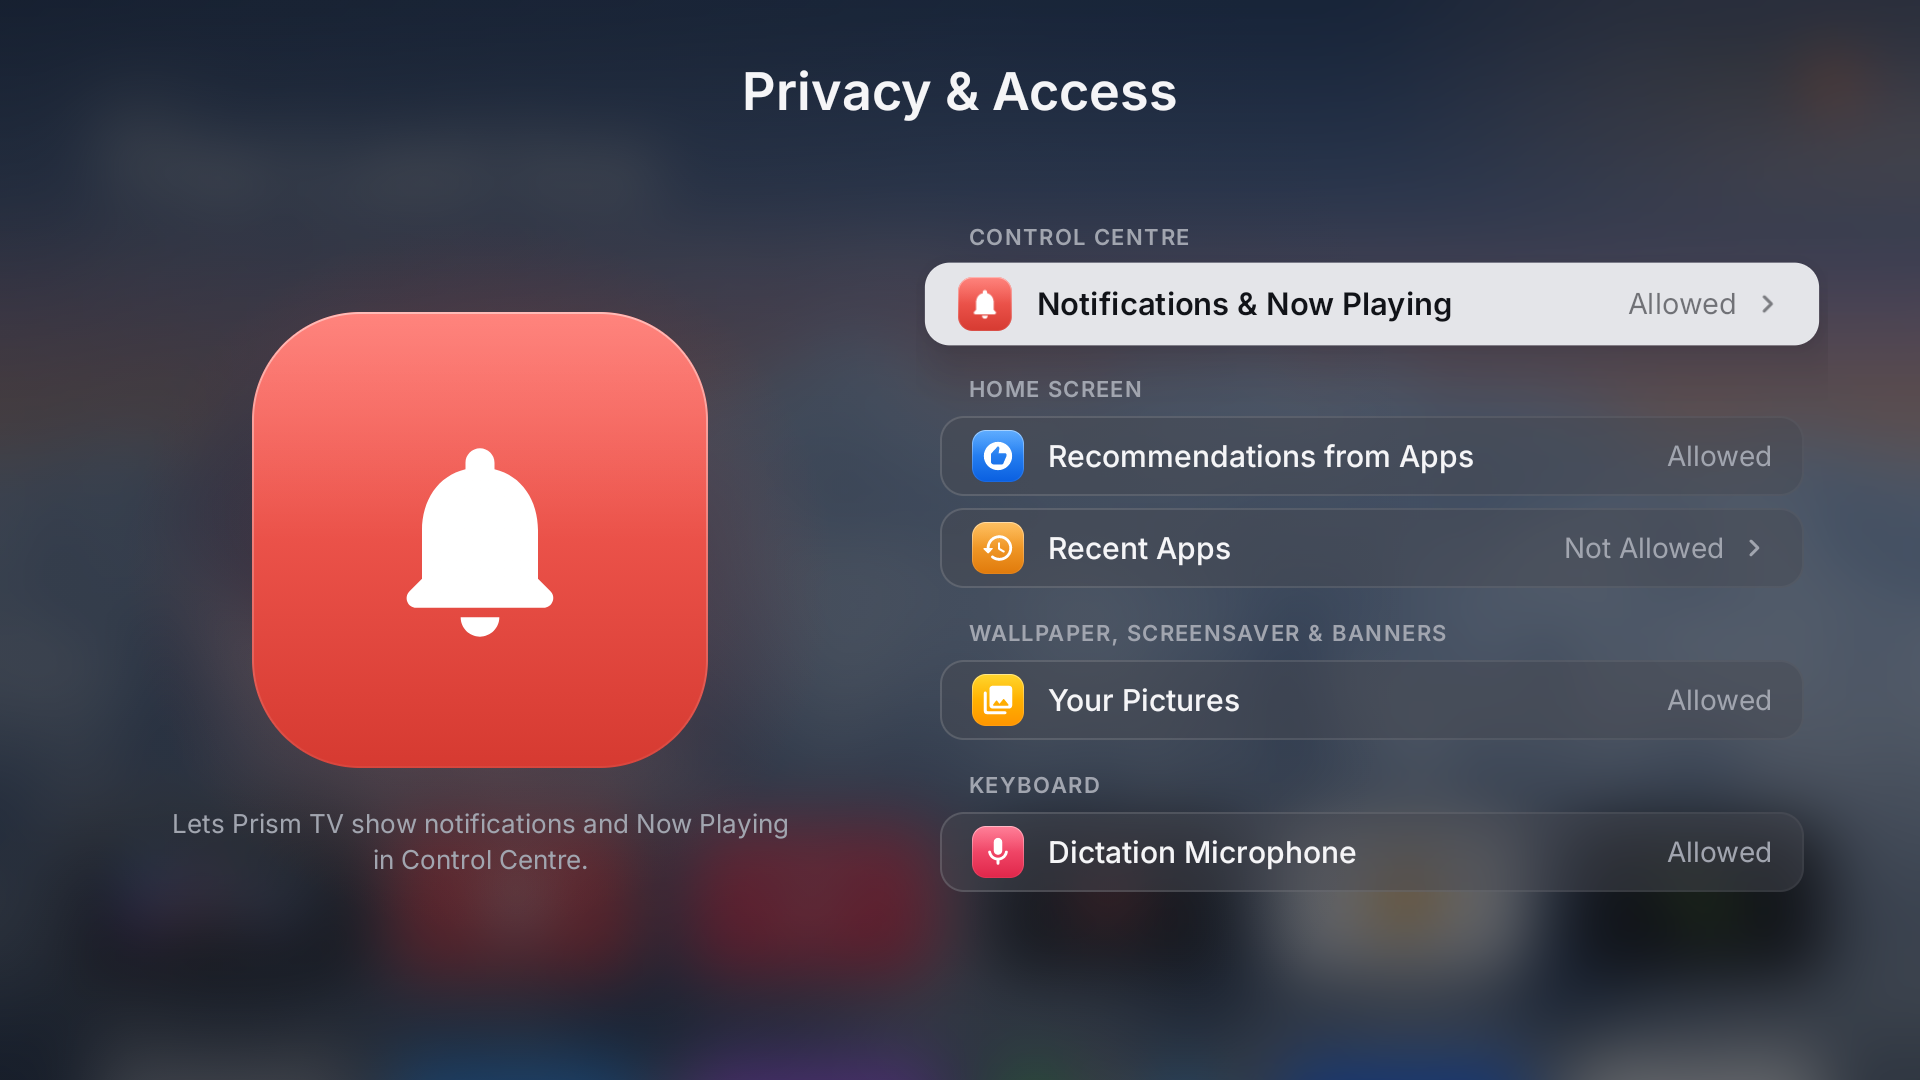 Privacy & Access
CONTROL CENTRE
Notifications & Now Playing Allowed
HOME SCREEN
Recommendations from Apps Allowed
Recent Apps Not Allowed
WALLPAPER, SCREENSAVER & BANNERS
Your Pictures Allowed
KEYBOARD
Dictation Microphone Allowed
Lets Prism TV show notifications and Now Playing
in Control Centre.